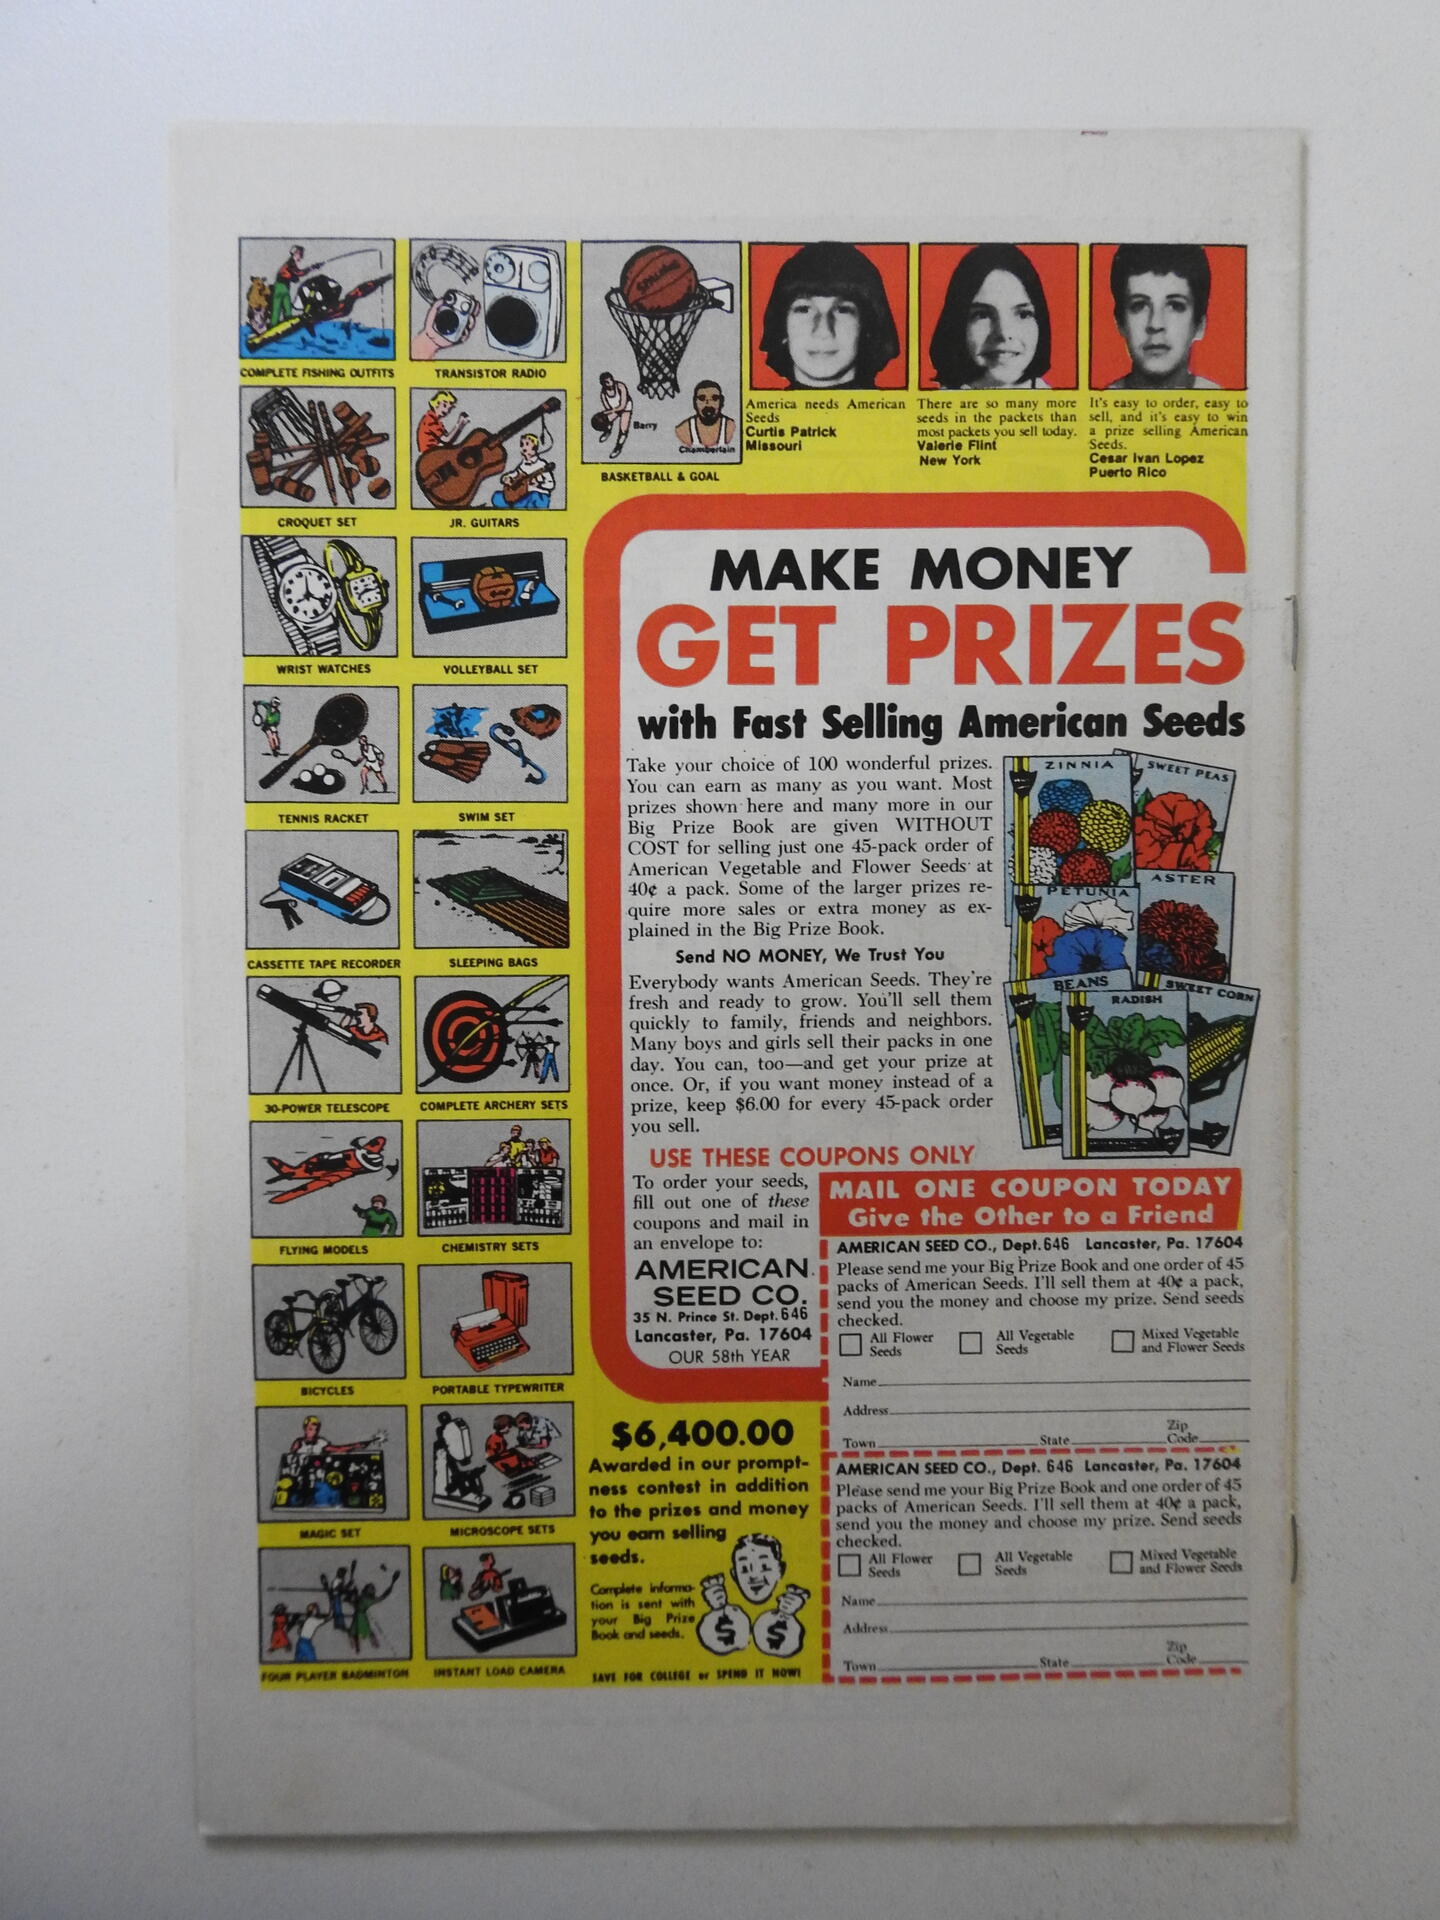 COMPLETE FISHING OUTFITS
TRANSISTOR RADIO
CROQUET SET
JR. GUITARS
WRIST WATCHES
VOLLEYBALL SET
TENNIS RACKET
SWIM SET
CASSETTE TAPE RECORDER
SLEEPING BAGS
30-POWER TELESCOPE
COMPLETE ARCHERY SETS
FLYING MODELS
CHEMISTRY SETS
BICYCLES
PORTABLE TYPEWRITER
MAGIC SET
MICROSCOPE SETS
FOUR PLAYER BADMINTON
INSTANT LOAD CAMERA
SPALDING
Barry
Chamberlain
BASKETBALL & GOAL
America needs American
Seeds
Curtis Patrick
Missouri
There are so many more
seeds in the packets than
most packets you sell today.
Valerie Flint
New York
It's easy to order, easy to
sell, and it's easy to win
a prize selling American
Seeds.
Cesar Ivan Lopez
Puerto Rico
MAKE MONEY
GET PRIZES
with Fast Selling American Seeds
Take your choice of 100 wonderful prizes.
You can earn as many as you want. Most
prizes shown here and many more in our
Big Prize Book are given WITHOUT
COST for selling just one 45-pack order of
American Vegetable and Flower Seeds at
40¢ a pack. Some of the larger prizes re-
quire more sales or extra money as ex-
plained in the Big Prize Book.
Send NO MONEY, We Trust You
Everybody wants American Seeds. They're
fresh and ready to grow. You'll sell them
quickly to family, friends and neighbors.
Many boys and girls sell their packs in one
day. You can, too—and get your prize at
once. Or, if you want money instead of a
prize, keep $6.00 for every 45-pack order
you sell.
ZINNIA
SWEET PEAS
PETUNIA
ASTER
BEANS
RADISH
SWEET CORN
USE THESE COUPONS ONLY
To order your seeds,
fill out one of these
coupons and mail in
an envelope to:
AMERICAN
SEED CO.
35 N. Prince St. Dept. 646
Lancaster, Pa. 17604
OUR 58th YEAR
MAIL ONE COUPON TODAY
Give the Other to a Friend
AMERICAN SEED CO., Dept. 646 Lancaster, Pa. 17604
Please send me your Big Prize Book and one order of 45
packs of American Seeds. I'll sell them at 40¢ a pack,
send you the money and choose my prize. Send seeds
checked.
All Flower All Vegetable Mixed Vegetable
Seeds Seeds and Flower Seeds
Name
Address
Zip
Town State Code
AMERICAN SEED CO., Dept. 646 Lancaster, Pa. 17604
Please send me your Big Prize Book and one order of 45
packs of American Seeds. I'll sell them at 40¢ a pack,
send you the money and choose my prize. Send seeds
checked.
All Flower All Vegetable Mixed Vegetable
Seeds Seeds and Flower Seeds
Name
Address
Zip
Town State Code
$6,400.00
Awarded in our prompt-
ness contest in addition
to the prizes and money
you earn selling
seeds.
Complete informa-
tion is sent with
your Big Prize
Book and seeds.
$ $
SAVE FOR COLLEGE or SPEND IT NOW!